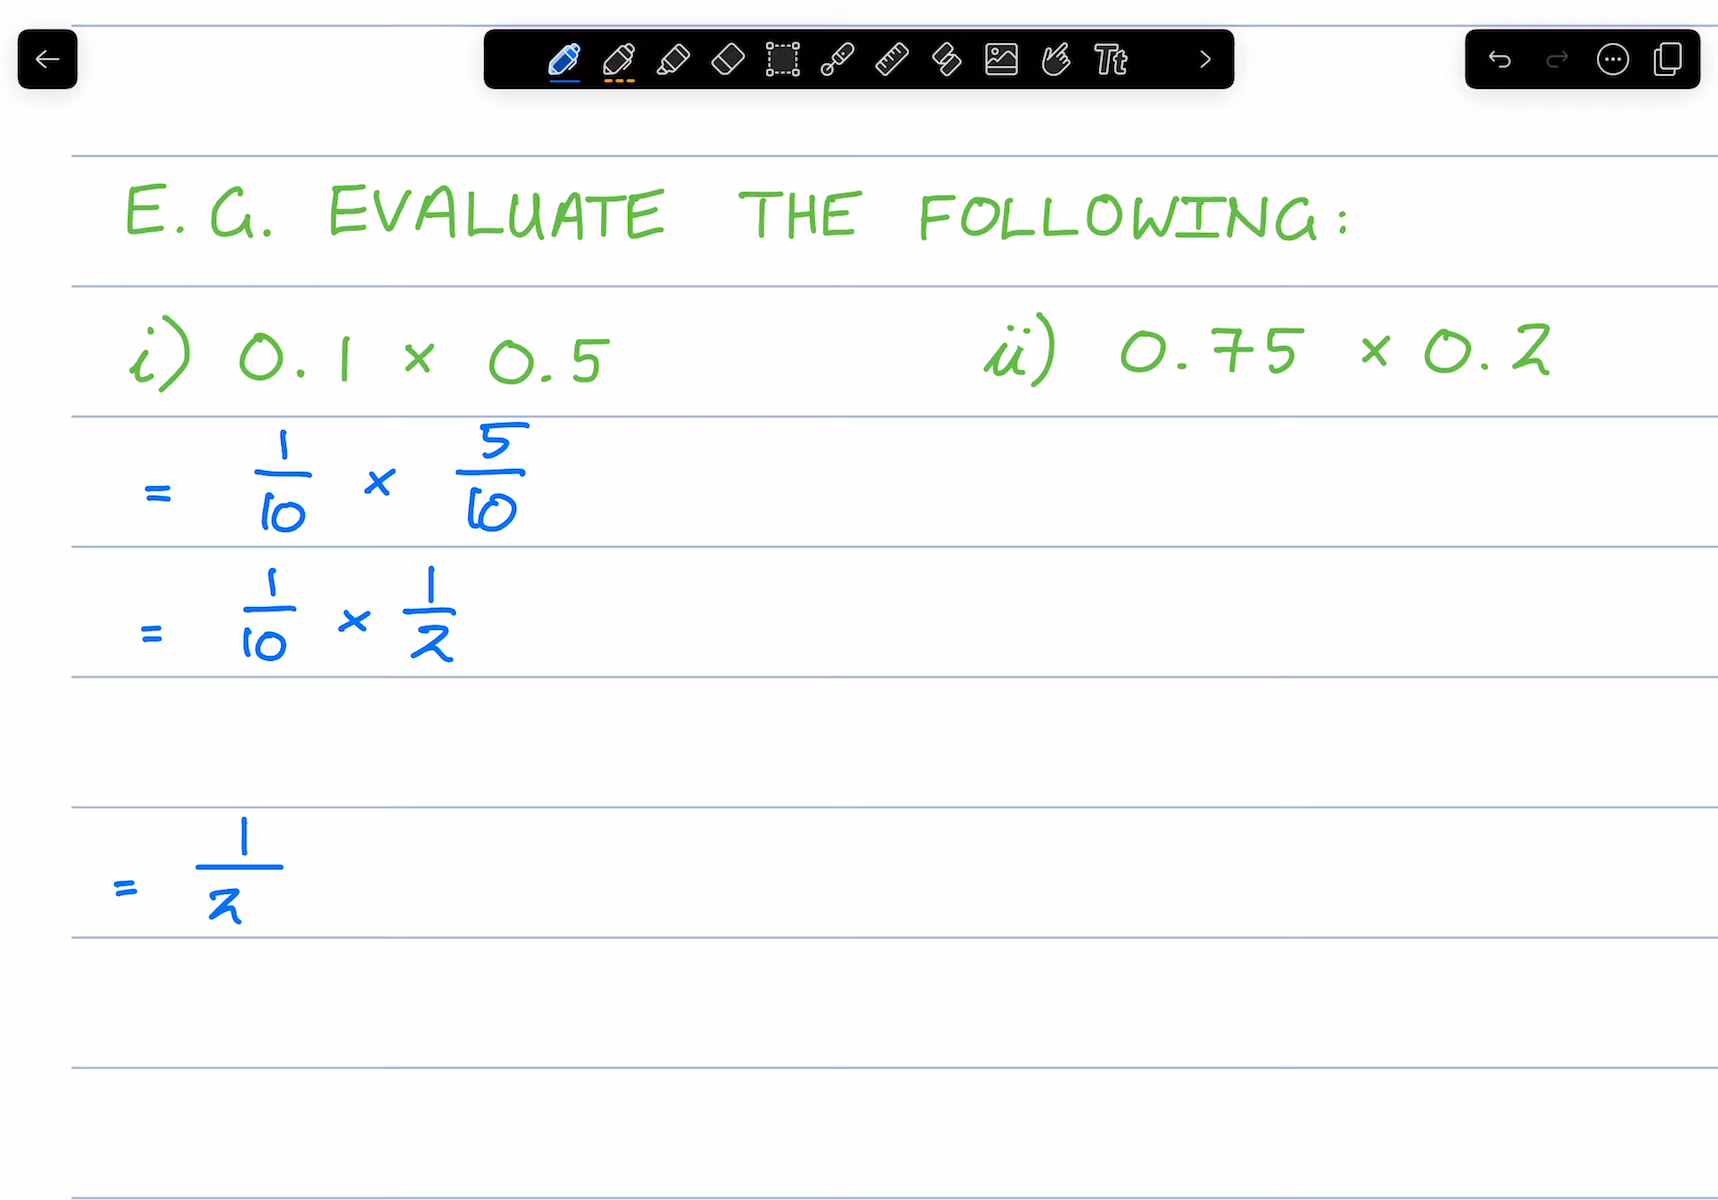 Tt
E.G. EVALUATE THE FOLLOWING:
i) 0.1 × 0.5
ii) 0.75 × 0.2
= 1/10 × 5/10
= 1/10 × 1/2
= 1/2